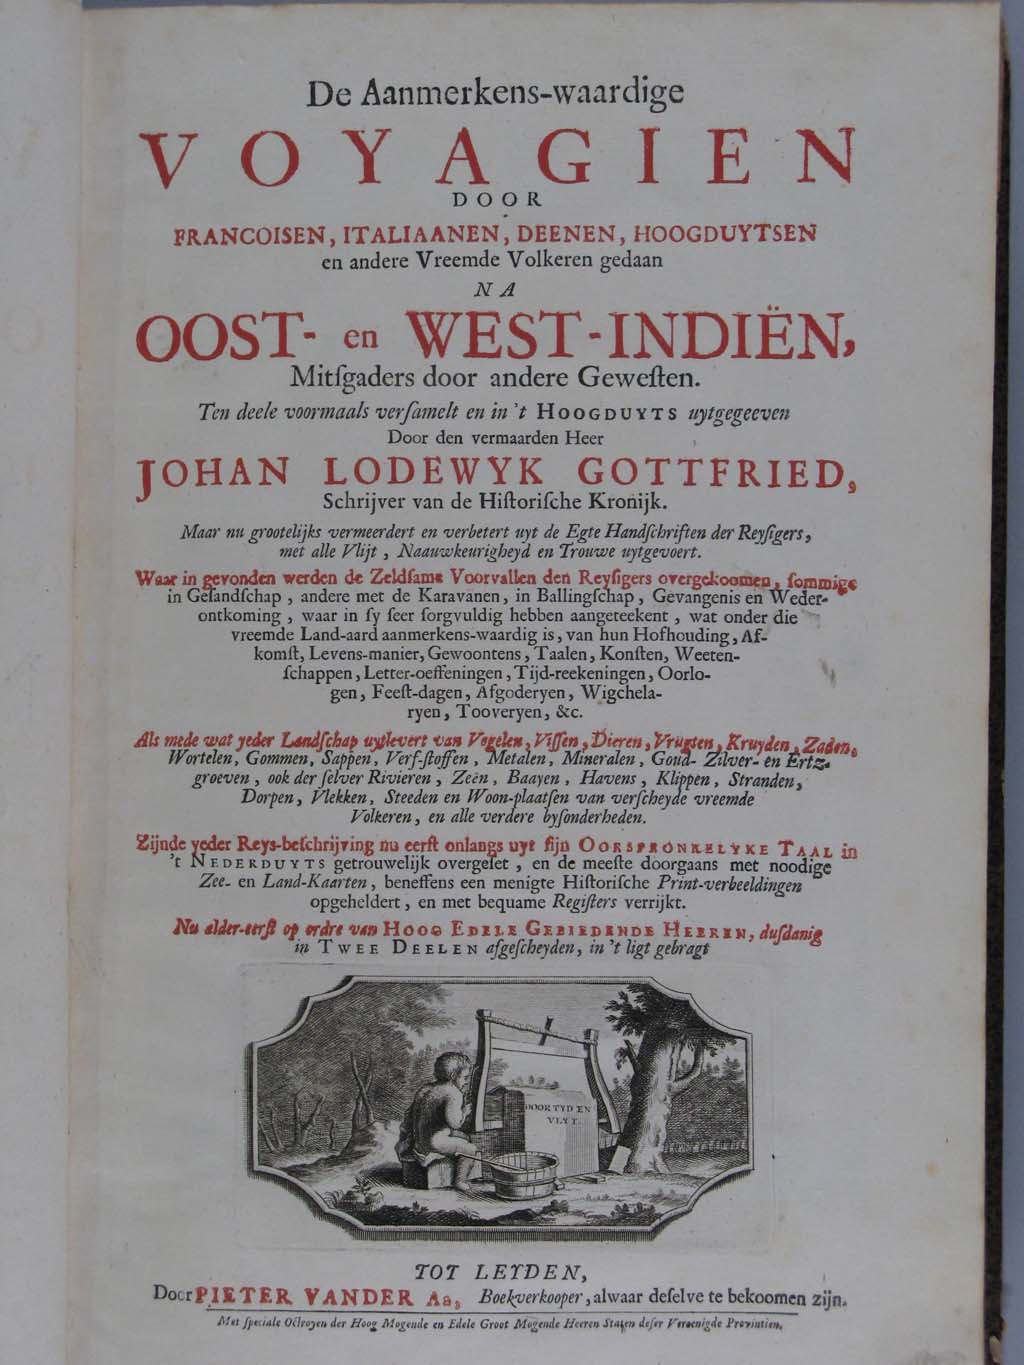 De Aanmerkens-waardige
VOYAGIEN
DOOR
FRANCOISEN, ITALIAANEN, DEENEN, HOOGDUYTSEN
en andere Vreemde Volkeren gedaan
NA
OOST- en WEST-INDIËN,
Mitſgaders door andere Geweſten.
Ten deele voormaals verſamelt en in 't HOOGDUYTS uytgegeeven
Door den vermaarden Heer
JOHAN LODEWYK GOTTFRIED,
Schrijver van de Hiſtoriſche Kronijk.
Maar nu grootelijks vermeerdert en verbetert uyt de Egte Handſchriften der Reyſigers,
met alle Vlijt, Naauwkeurigheyd en Trouwe uytgevoert.
Waar in gevonden werden de Zeldſame Voorvallen den Reyſigers overgekoomen, ſommige
in Geſandſchap, andere met de Karavanen, in Ballingſchap, Gevangenis en Weder-
ontkoming, waar in ſy ſeer ſorgvuldig hebben aangeteekent, wat onder die
vreemde Land-aard aanmerkens-waardig is, van hun Hofhouding, Af-
komſt, Levens-manier, Gewoontens, Taalen, Konſten, Weeten-
ſchappen, Letter-oeffeningen, Tijd-reekeningen, Oorlo-
gen, Feeſt-dagen, Afgoderyen, Wigchela-
ryen, Tooveryen, &c.
Als mede wat yeder Landſchap uytlevert van Vogelen, Viſſen, Dieren, Vrugten, Kruyden, Zaden,
Wortelen, Gommen, Sappen, Verf-ſtoffen, Metalen, Mineralen, Goud- Zilver- en Ertz-
groeven, ook der ſelver Rivieren, Zeën, Baayen, Havens, Klippen, Stranden,
Dorpen, Vlekken, Steeden en Woon-plaatſen van verſcheyde vreemde
Volkeren, en alle verdere byſonderheden.
Zijnde yeder Reys-beſchrijving nu eerſt onlangs uyt ſijn OORSPRONKELYKE TAAL in
't NEDERDUYTS getrouwelijk overgeſet, en de meeſte doorgaans met noodige
Zee- en Land-Kaarten, beneffens een menigte Hiſtoriſche Print-verbeeldingen
opgeheldert, en met bequame Regiſters verrijkt.
Nu alder-eerſt op ordre van HOOG EDELE GEBIEDENDE HEEREN, duſdanig
in TWEE DEELEN afgeſcheyden, in 't ligt gebragt
DOOR TYD EN
VLYT.
TOT LEYDEN,
Door PIETER VANDER Aa, Boekverkooper, alwaar deſelve te bekoomen zijn.
Met ſpeciale Octroyen der Hoog Mogende en Edele Groot Mogende Heeren Staten deſer Vereenigde Provintien.